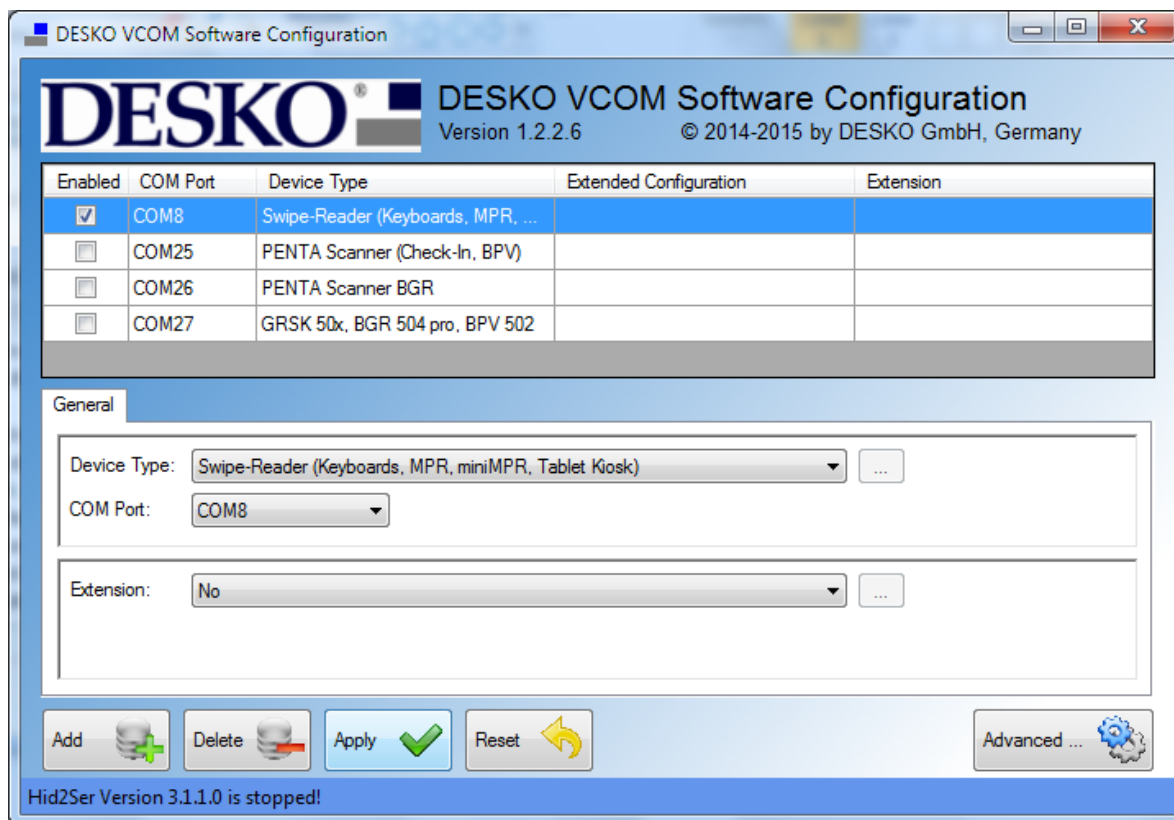 DESKO VCOM Software Configuration
DESKO®
DESKO VCOM Software Configuration
Version 1.2.2.6 © 2014-2015 by DESKO GmbH, Germany
Enabled COM Port Device Type Extended Configuration Extension
COM8 Swipe-Reader (Keyboards, MPR, ...
COM25 PENTA Scanner (Check-In, BPV)
COM26 PENTA Scanner BGR
COM27 GRSK 50x, BGR 504 pro, BPV 502
General
Device Type: Swipe-Reader (Keyboards, MPR, miniMPR, Tablet Kiosk) ...
COM Port: COM8
Extension: No ...
Add Delete Apply Reset Advanced ...
Hid2Ser Version 3.1.1.0 is stopped!